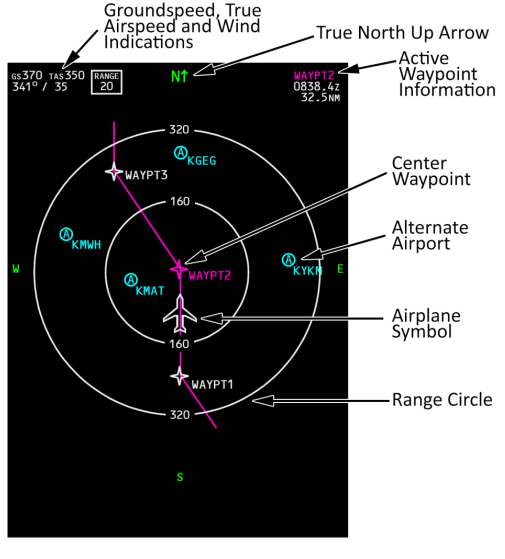 Groundspeed, True
Airspeed and Wind
Indications
True North Up Arrow
Active
Waypoint
Information
GS370 TAS350
341°/ 35
RANGE
20
N↑
WAYPT2
0838.4z
32.5NM
320
KGEG
WAYPT3
Center
Waypoint
160
Alternate
Airport
KMWH
W
WAYPT2
KYKN
E
KMAT
Airplane
Symbol
160
WAYPT1
Range Circle
320
S